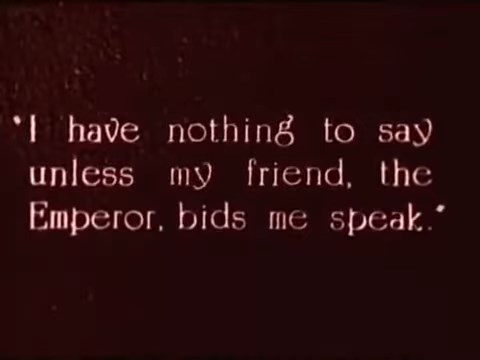 "I have nothing to say
unless my friend, the
Emperor, bids me speak."